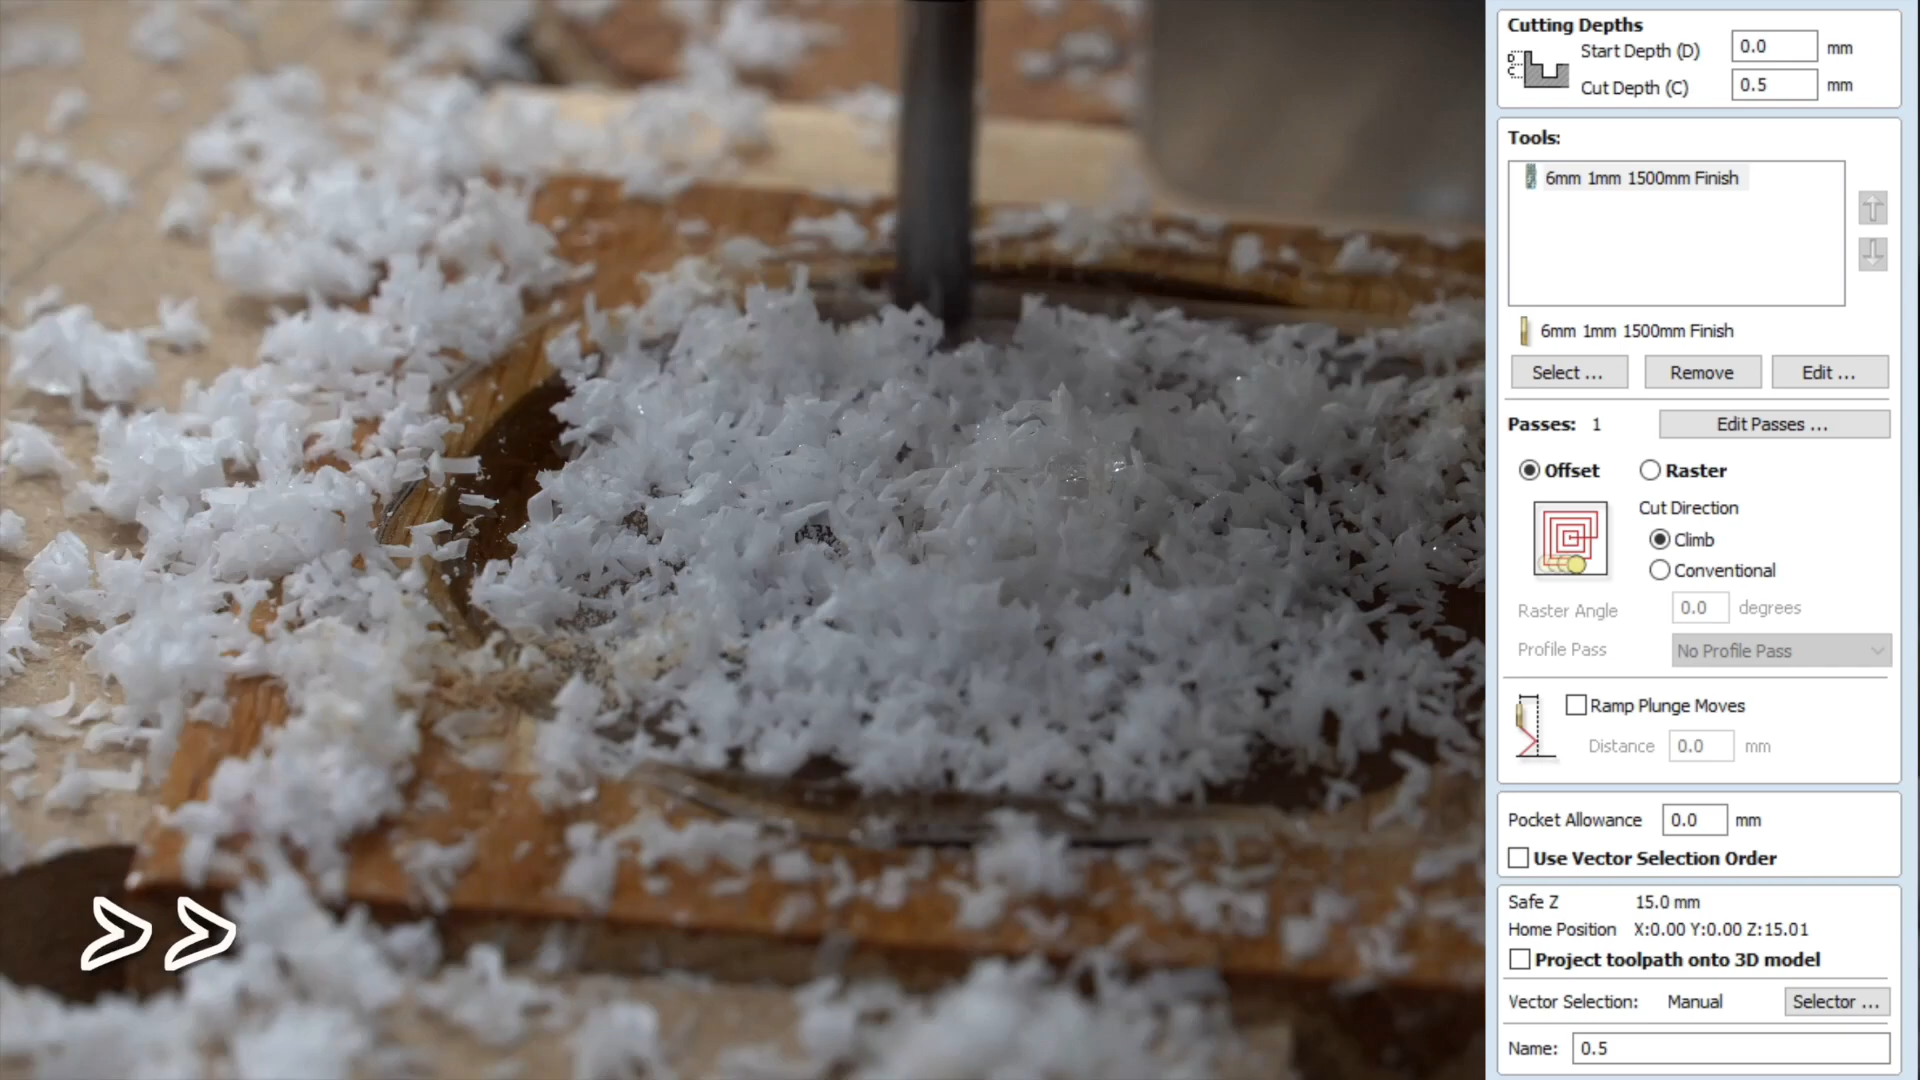 Cutting Depths
Start Depth (D) 0.0 mm
Cut Depth (C) 0.5 mm
D
C
Tools:
6mm 1mm 1500mm Finish
6mm 1mm 1500mm Finish
Select ... Remove Edit ...
Passes: 1 Edit Passes ...
Offset Raster
Cut Direction
Climb
Conventional
Raster Angle 0.0 degrees
Profile Pass No Profile Pass
Ramp Plunge Moves
Distance 0.0 mm
Pocket Allowance 0.0 mm
Use Vector Selection Order
Safe Z 15.0 mm
Home Position X:0.00 Y:0.00 Z:15.01
Project toolpath onto 3D model
Vector Selection: Manual Selector ...
Name: 0.5
>>